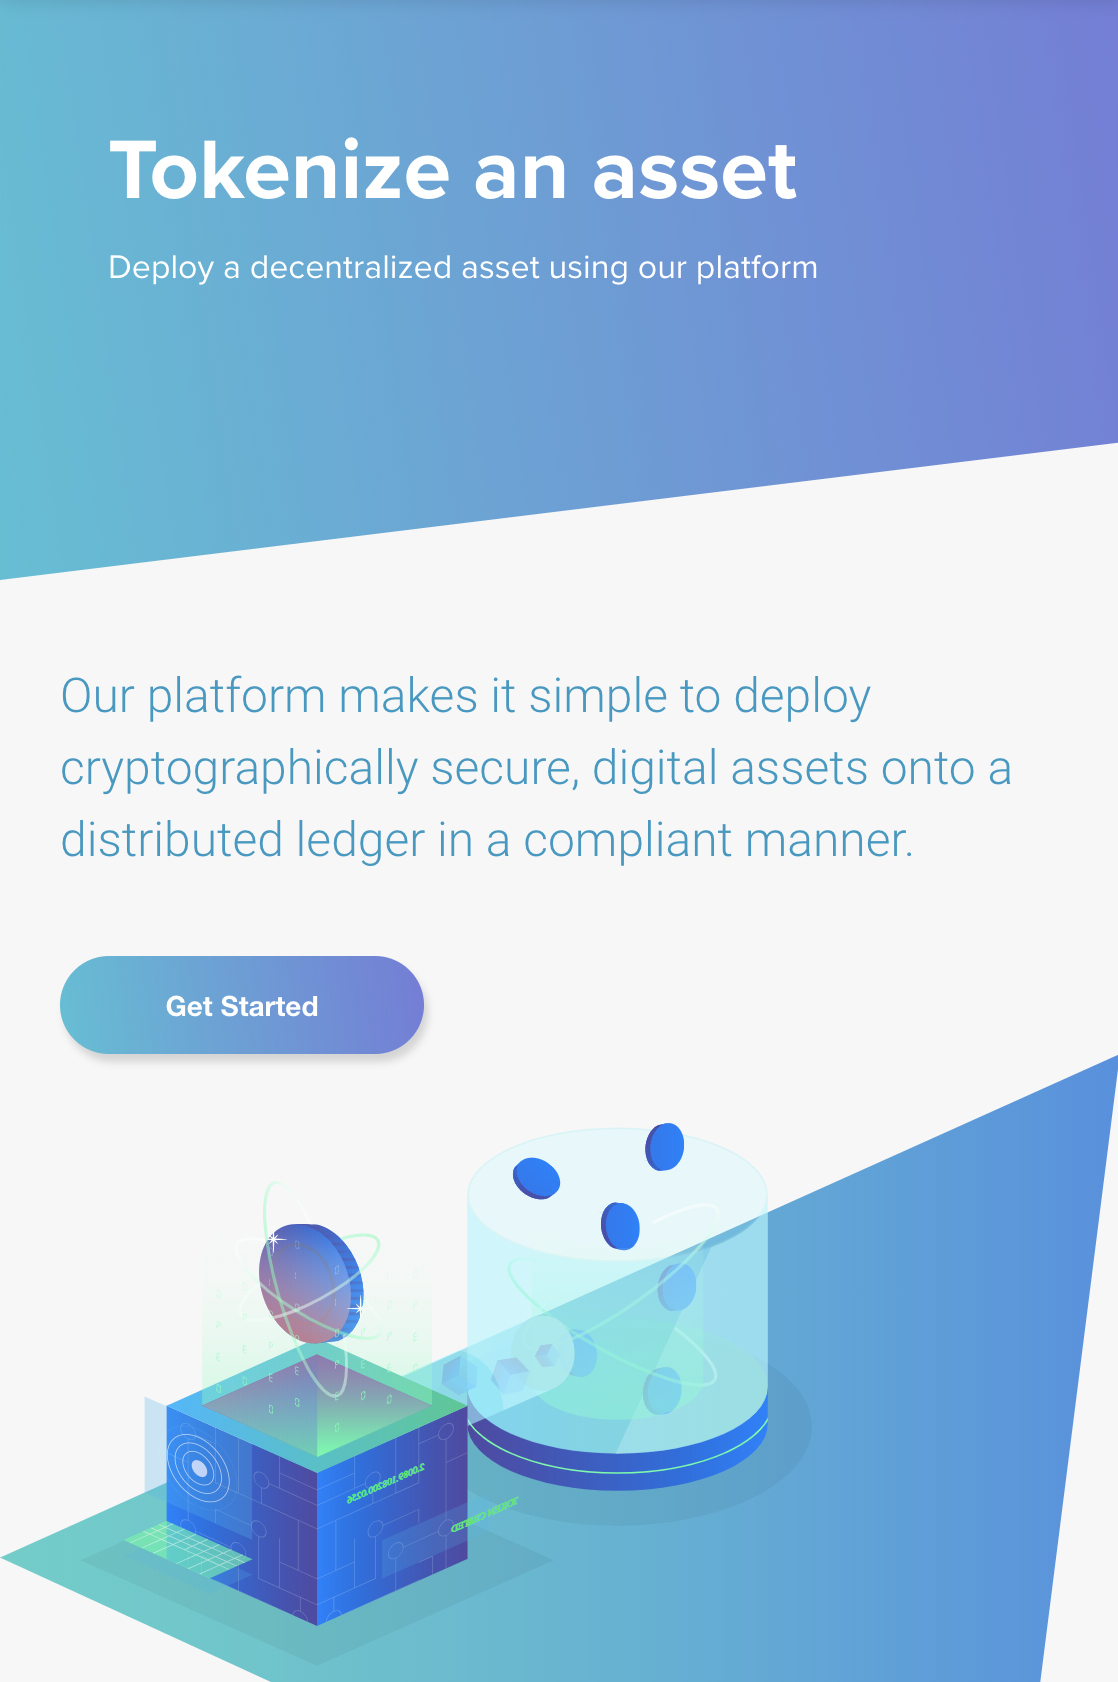 Tokenize an asset
Deploy a decentralized asset using our platform
Our platform makes it simple to deploy
cryptographically secure, digital assets onto a
distributed ledger in a compliant manner.
Get Started